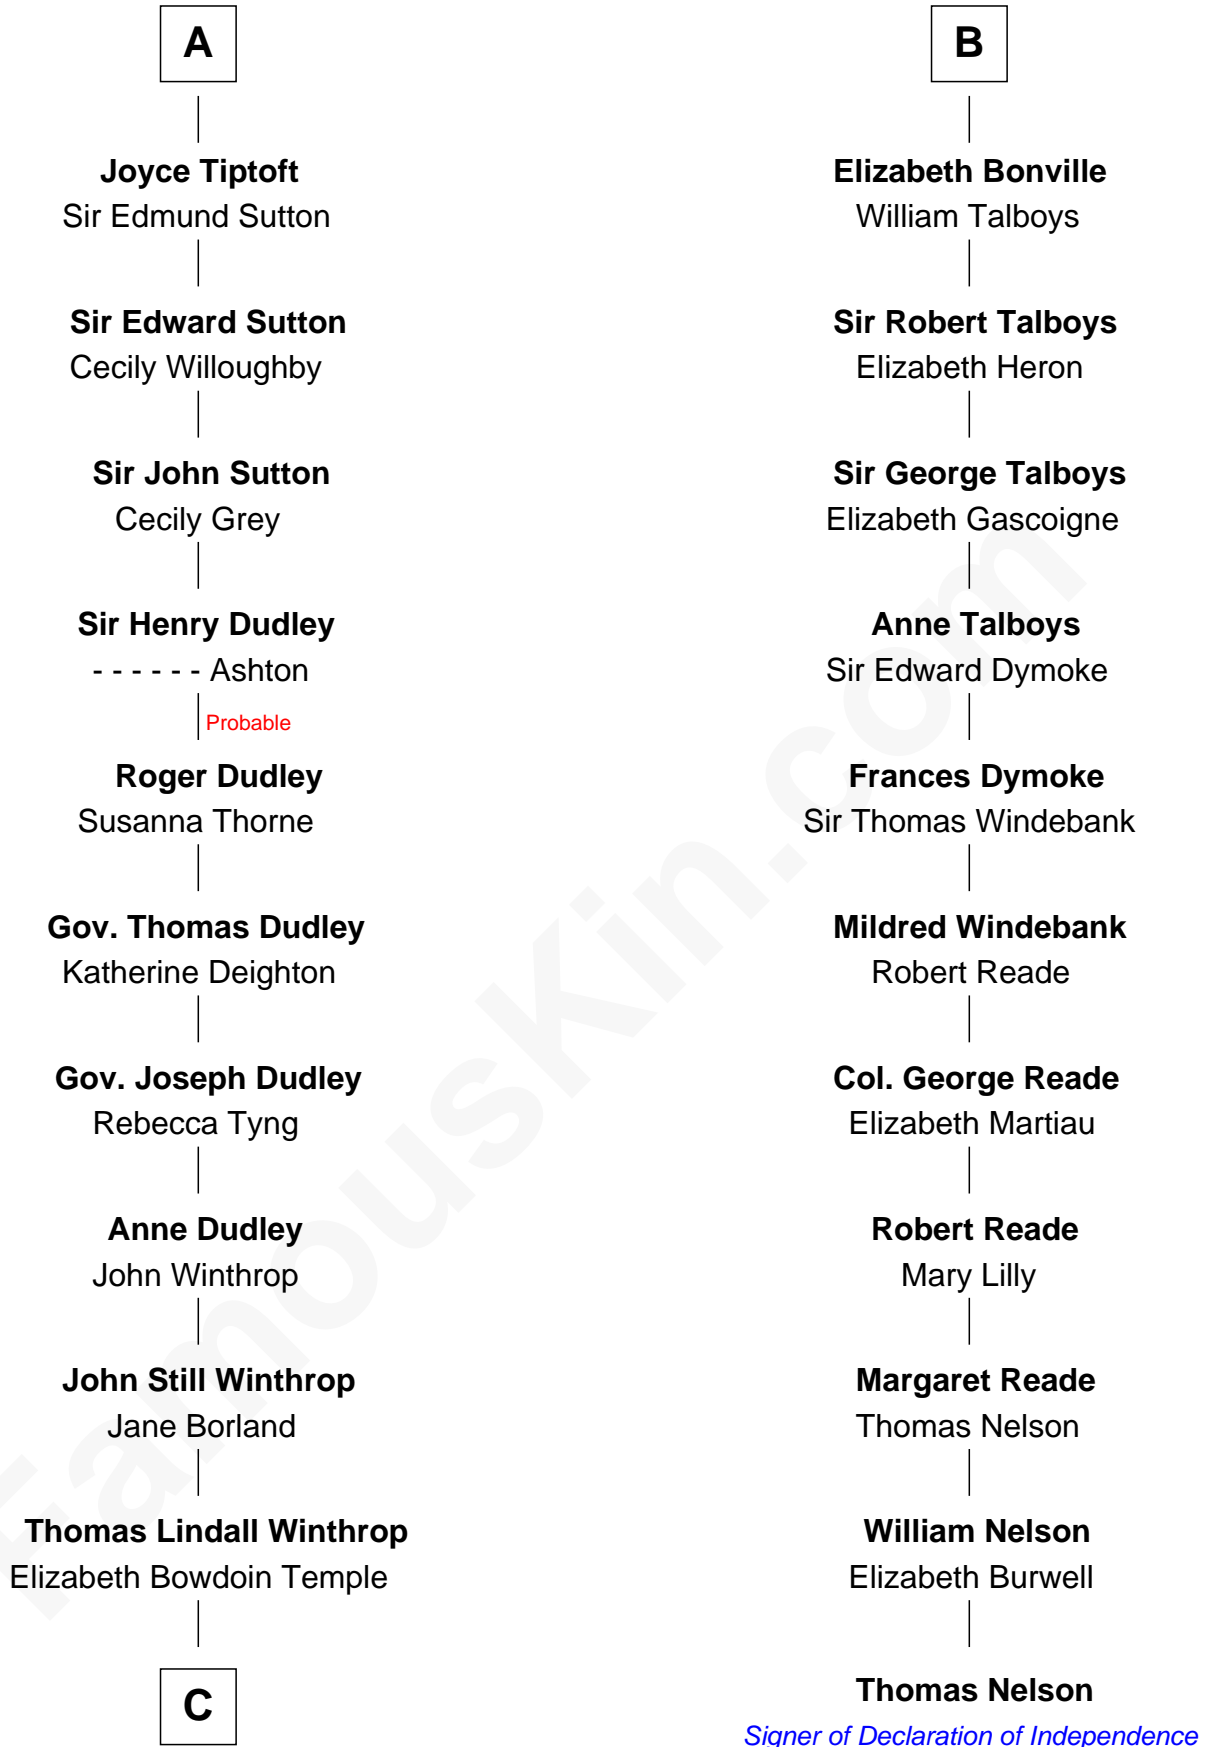 A
Joyce Tiptoft
Sir Edmund Sutton
Sir Edward Sutton
Cecily Willoughby
Sir John Sutton
Cecily Grey
Sir Henry Dudley
- - - - - - Ashton
Probable
Roger Dudley
Susanna Thorne
Gov. Thomas Dudley
Katherine Deighton
Gov. Joseph Dudley
Rebecca Tyng
Anne Dudley
John Winthrop
John Still Winthrop
Jane Borland
Thomas Lindall Winthrop
Elizabeth Bowdoin Temple
C
B
Elizabeth Bonville
William Talboys
Sir Robert Talboys
Elizabeth Heron
Sir George Talboys
Elizabeth Gascoigne
Anne Talboys
Sir Edward Dymoke
Frances Dymoke
Sir Thomas Windebank
Mildred Windebank
Robert Reade
Col. George Reade
Elizabeth Martiau
Robert Reade
Mary Lilly
Margaret Reade
Thomas Nelson
William Nelson
Elizabeth Burwell
Thomas Nelson
Signer of Declaration of Independence
FamousKin.com